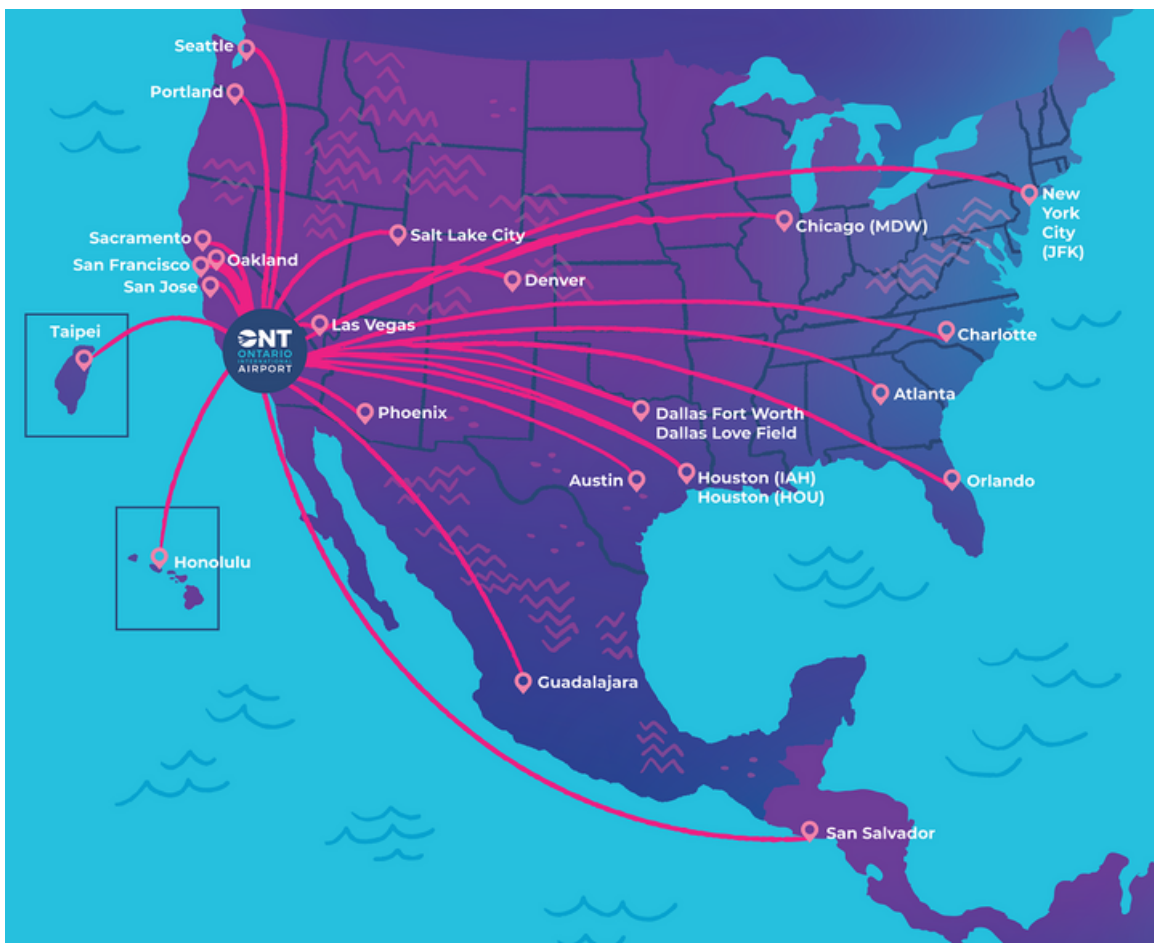 Seattle
Portland
Sacramento
Oakland
San Francisco
San Jose
Salt Lake City
Denver
Chicago (MDW)
New
York
City
(JFK)
Las Vegas
Taipei
ONT
ONTARIO
INTERNATIONAL
AIRPORT
Charlotte
Atlanta
Phoenix
Dallas Fort Worth
Dallas Love Field
Austin
Houston (IAH)
Houston (HOU)
Orlando
Honolulu
Guadalajara
San Salvador